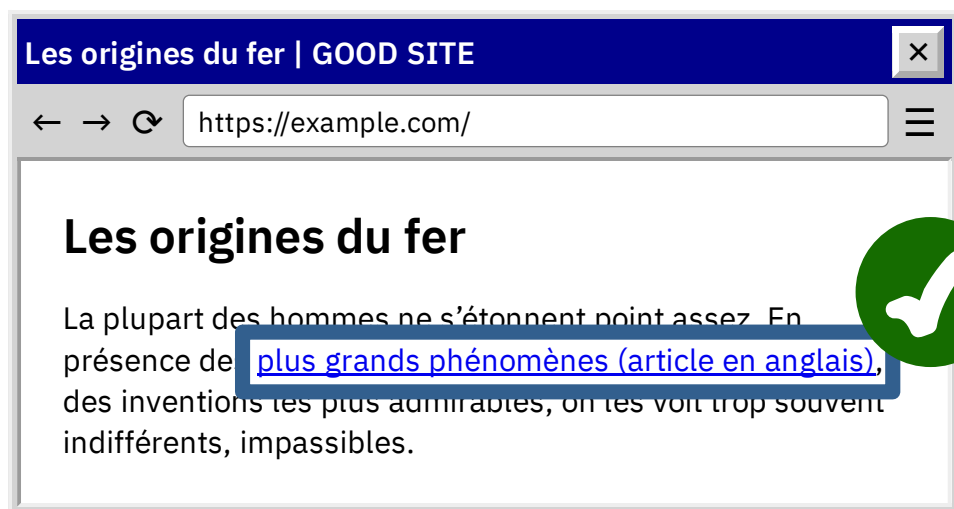 Les origines du fer | GOOD SITE
https://example.com/
Les origines du fer
La plupart des hommes ne s’étonnent point assez. En
présence de plus grands phénomènes (article en anglais),
des inventions les plus admirables, on les voit trop souvent
indifférents, impassibles.